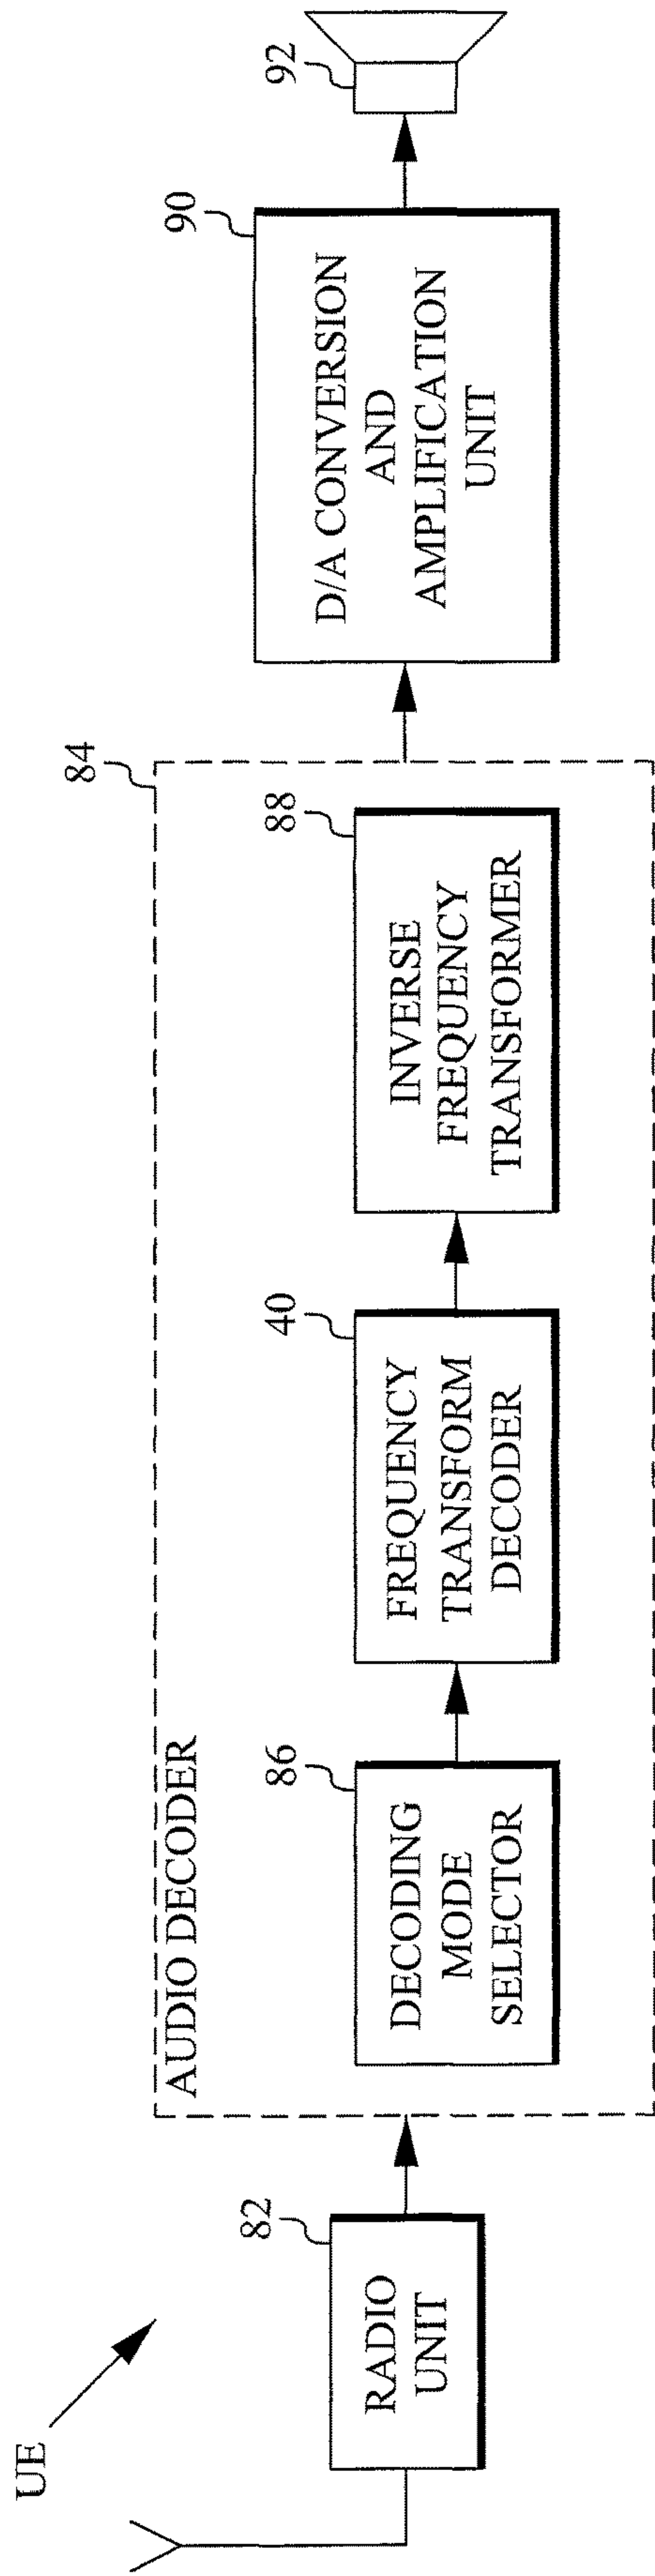 UE
82
RADIO
UNIT
84
AUDIO DECODER
86
DECODING
MODE
SELECTOR
40
FREQUENCY
TRANSFORM
DECODER
88
INVERSE
FREQUENCY
TRANSFORMER
90
D/A CONVERSION
AND
AMPLIFICATION
UNIT
92